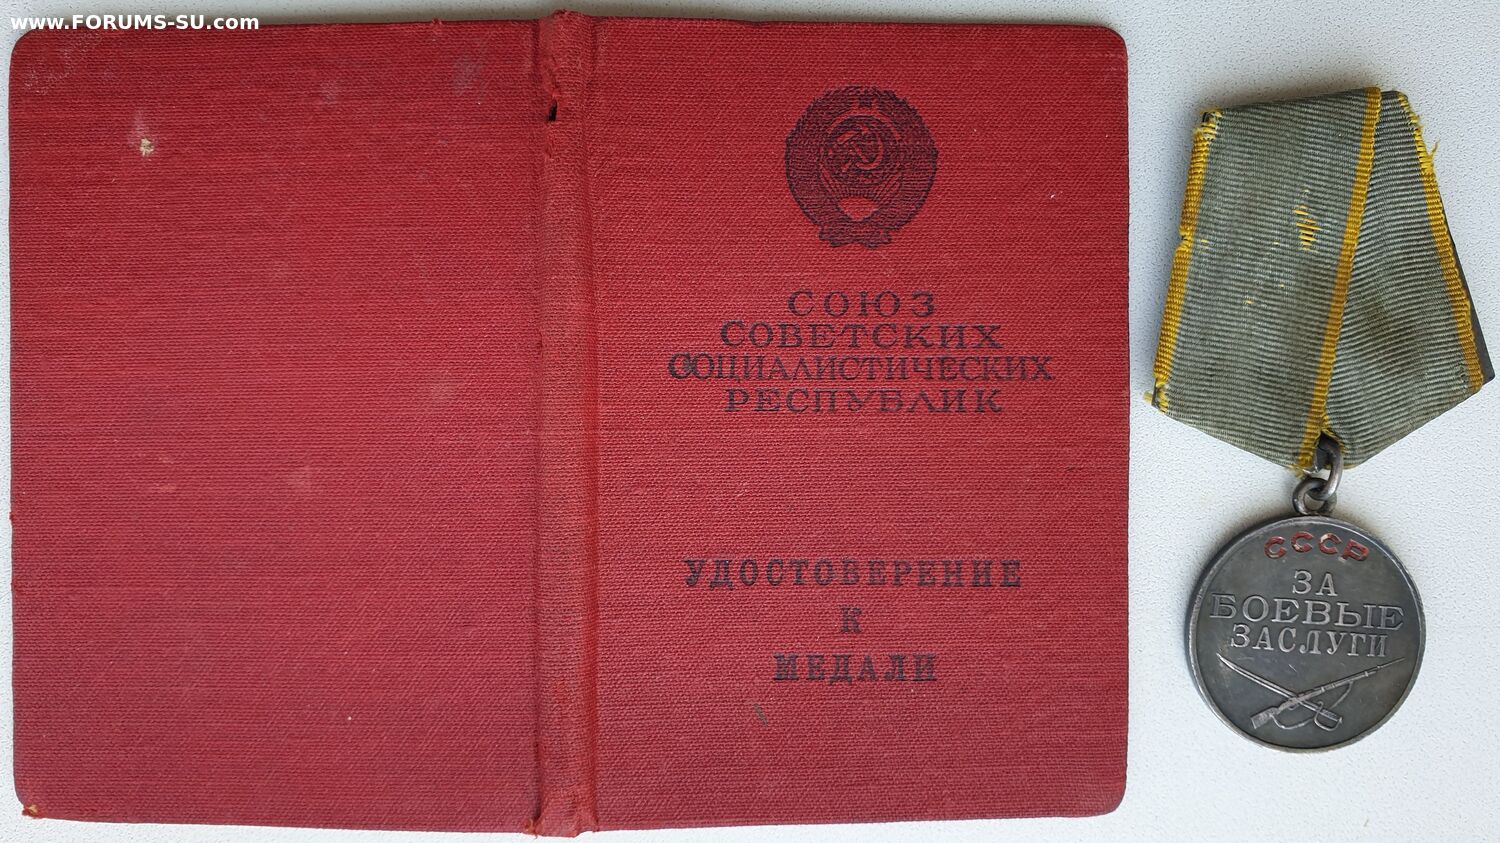 www.FORUMS-SU.com
СОЮЗ
СОВЕТСКИХ
СОЦИАЛИСТИЧЕСКИХ
РЕСПУБЛИК
УДОСТОВЕРЕНИЕ
К
МЕДАЛИ
СССР
ЗА
БОЕВЫЕ
ЗАСЛУГИ